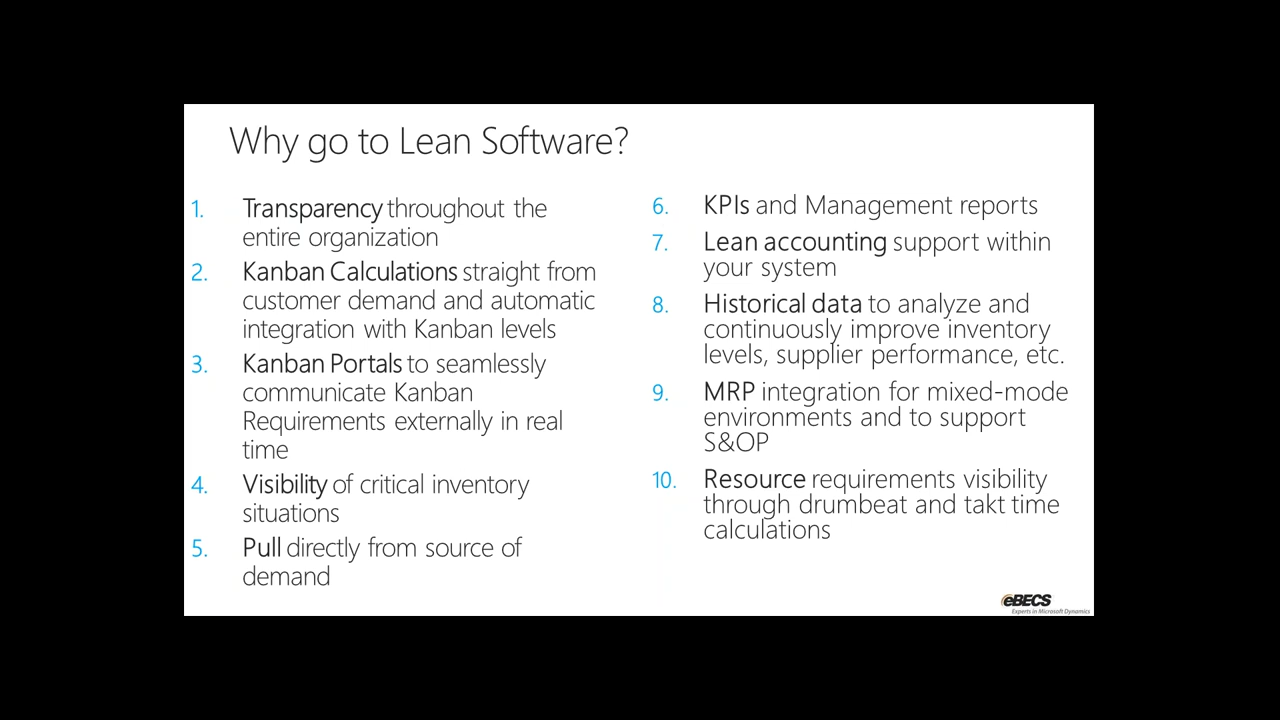 Why go to Lean Software?
1. Transparency throughout the
entire organization
2. Kanban Calculations straight from
customer demand and automatic
integration with Kanban levels
3. Kanban Portals to seamlessly
communicate Kanban
Requirements externally in real
time
4. Visibility of critical inventory
situations
5. Pull directly from source of
demand
6. KPIs and Management reports
7. Lean accounting support within
your system
8. Historical data to analyze and
continuously improve inventory
levels, supplier performance, etc.
9. MRP integration for mixed-mode
environments and to support
S&OP
10. Resource requirements visibility
through drumbeat and takt time
calculations
eBECS
Experts in Microsoft Dynamics